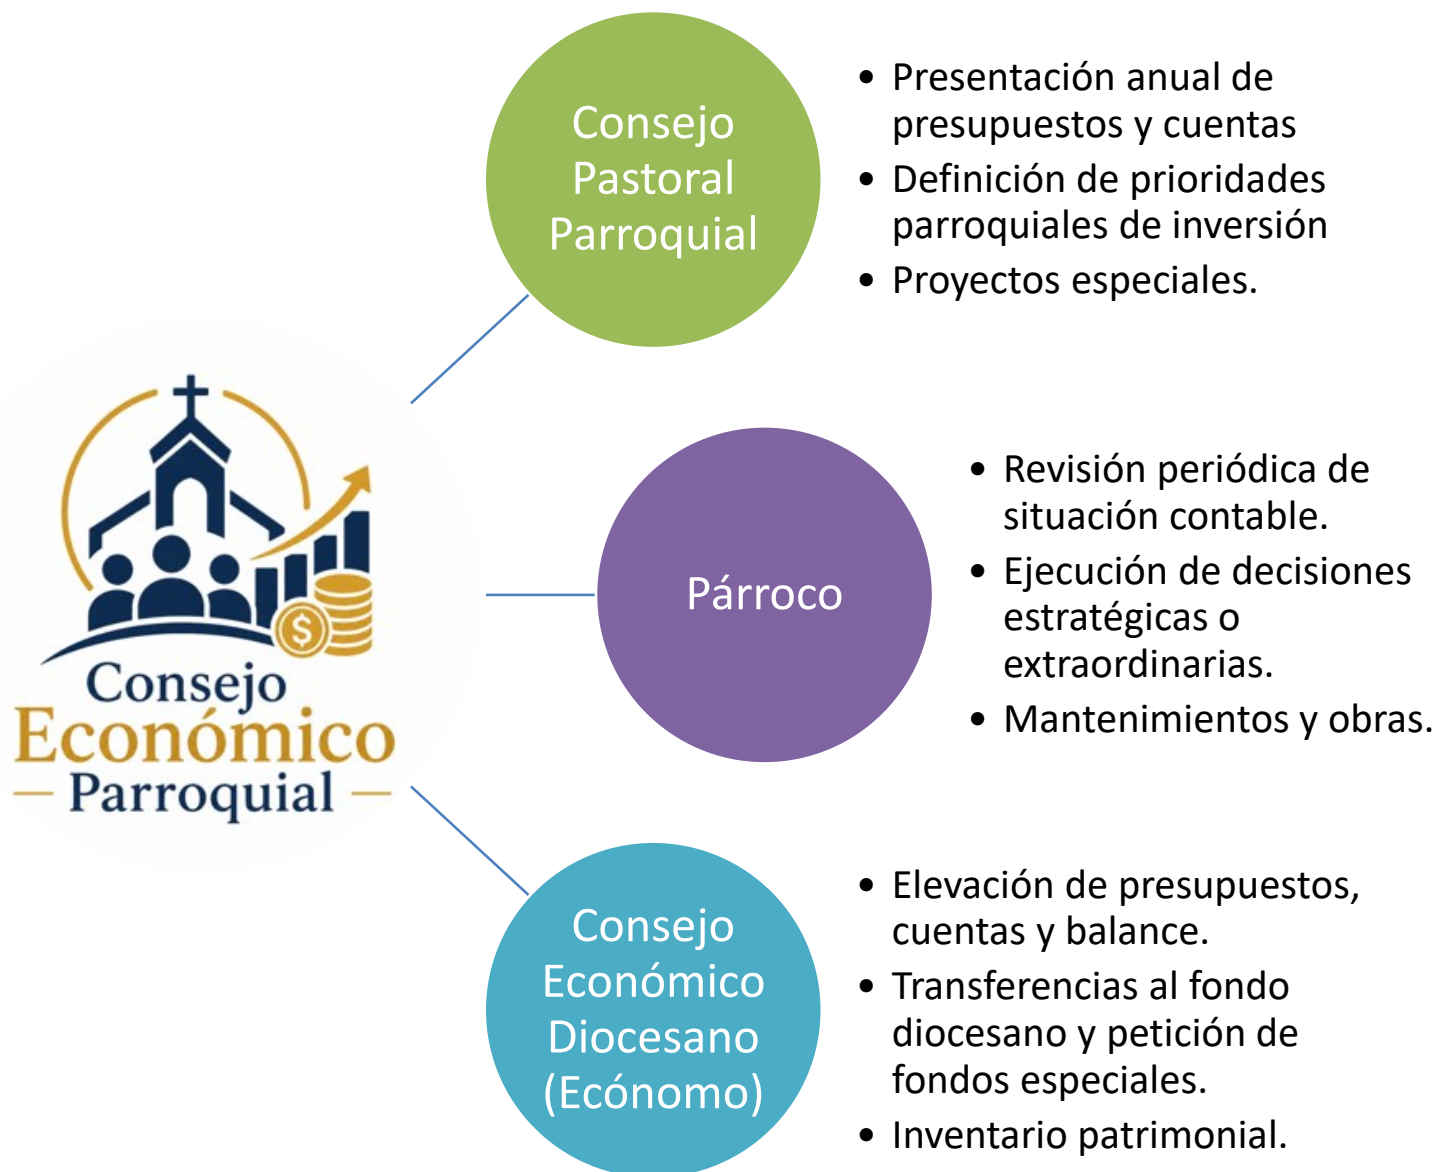 Consejo
Pastoral
Parroquial
• Presentación anual de
presupuestos y cuentas
• Definición de prioridades
parroquiales de inversión
• Proyectos especiales.
$
Consejo
Económico
Parroquial
Párroco
• Revisión periódica de
situación contable.
• Ejecución de decisiones
estratégicas o
extraordinarias.
• Mantenimientos y obras.
Consejo
Económico
Diocesano
(Ecónomo)
• Elevación de presupuestos,
cuentas y balance.
• Transferencias al fondo
diocesano y petición de
fondos especiales.
• Inventario patrimonial.